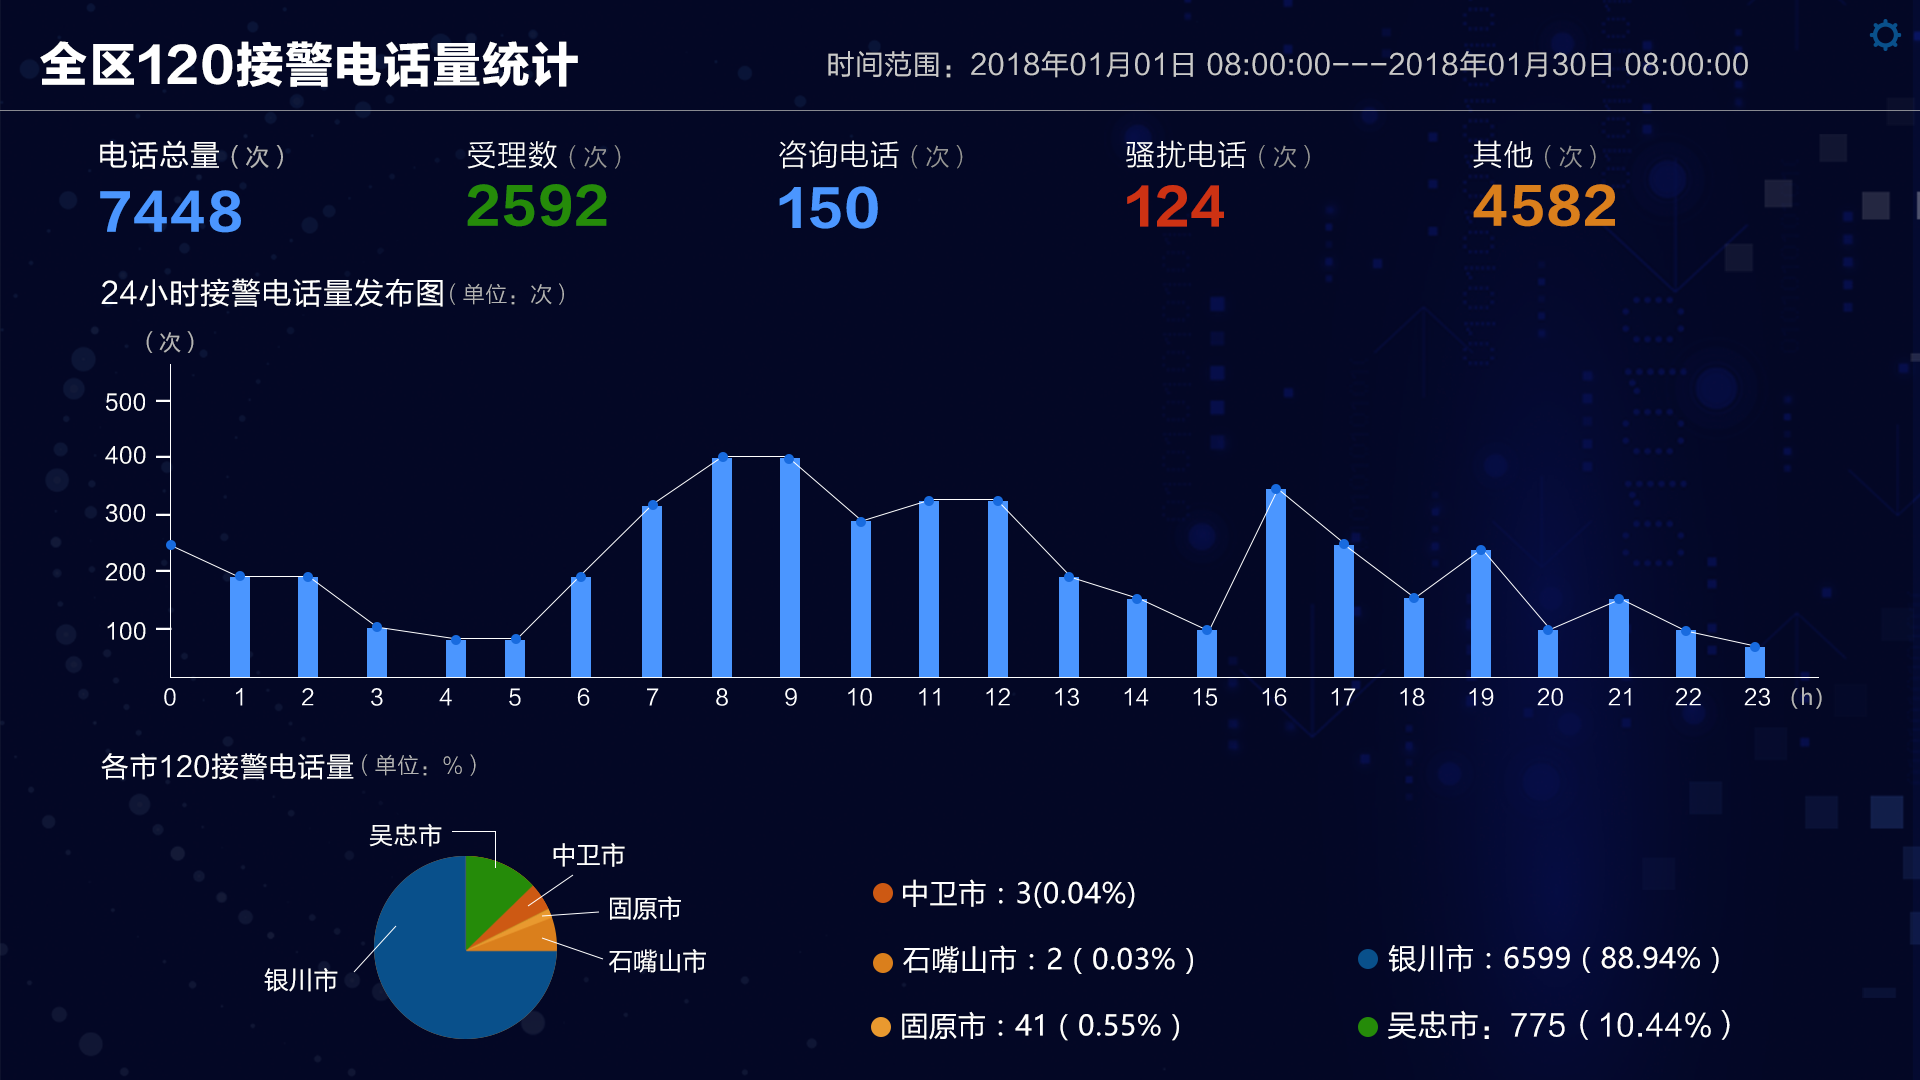 全区120接警电话量统计
时间范围：2018年01月01日 08:00:00---2018年01月30日 08:00:00
电话总量（次）
7448
受理数（次）
2592
咨询电话（次）
150
骚扰电话（次）
124
其他（次）
4582
24小时接警电话量发布图（单位：次）
（次）
500
400
300
200
100
0 1 2 3 4 5 6 7 8 9 10 11 12 13 14 15 16 17 18 19 20 21 22 23 (h)
各市120接警电话量（单位：%）
吴忠市
中卫市
固原市
石嘴山市
银川市
中卫市：3(0.04%)
石嘴山市：2（0.03%）
固原市：41（0.55%）
银川市：6599（88.94%）
吴忠市：775（10.44%）